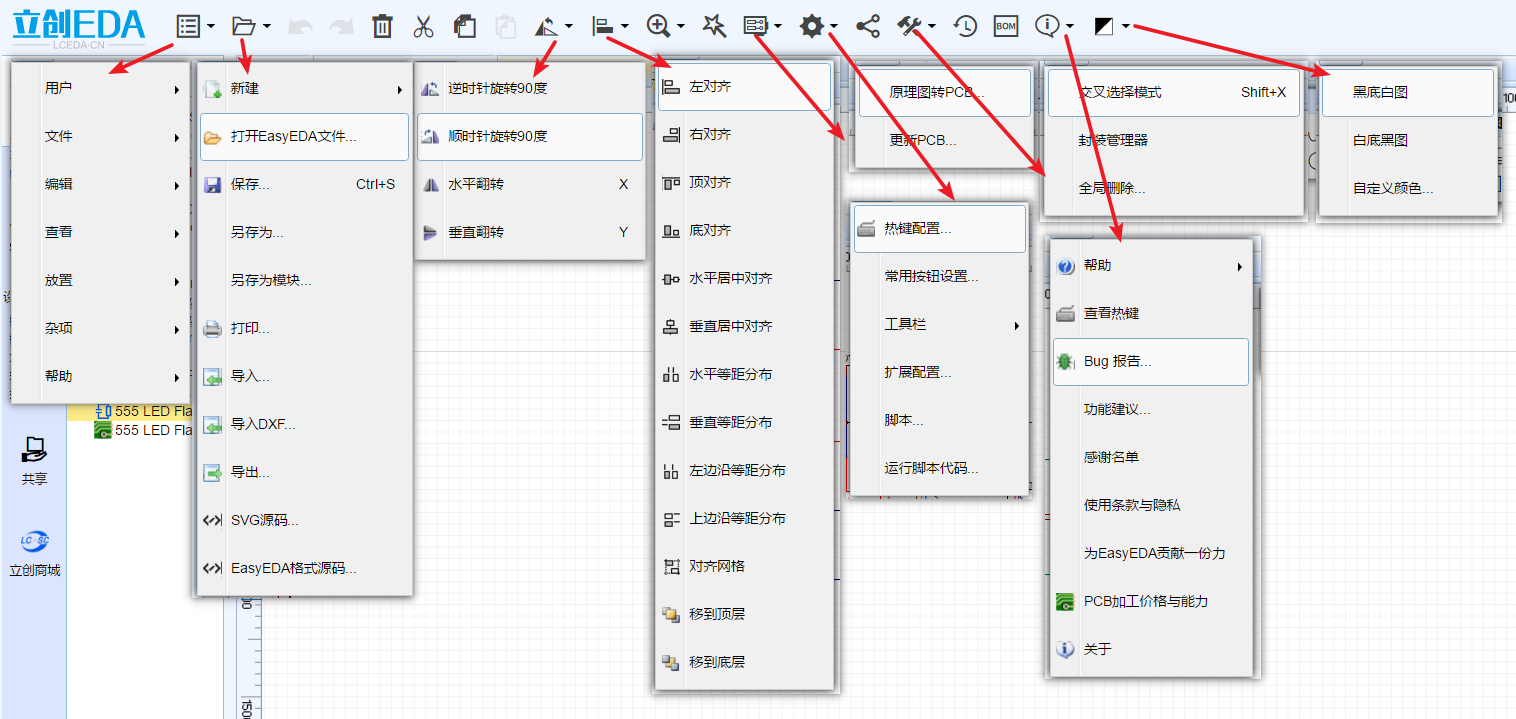 立创EDA
LCEDA·CN
BOM
用户
文件
编辑
查看
放置
杂项
帮助
新建
打开EasyEDA文件...
保存... Ctrl+S
另存为...
另存为模块...
打印...
导入...
导入DXF...
导出...
SVG源码...
EasyEDA格式源码...
逆时针旋转90度
顺时针旋转90度
水平翻转 X
垂直翻转 Y
左对齐
右对齐
顶对齐
底对齐
水平居中对齐
垂直居中对齐
水平等距分布
垂直等距分布
左边沿等距分布
上边沿等距分布
对齐网格
移到顶层
移到底层
原理图转PCB...
更新PCB...
热键配置...
常用按钮设置...
工具栏
扩展配置...
脚本...
运行脚本代码...
交叉选择模式 Shift+X
封装管理器
全局删除...
帮助
查看热键
Bug 报告...
功能建议...
感谢名单
使用条款与隐私
为EasyEDA贡献一份力
PCB加工价格与能力
关于
黑底白图
白底黑图
自定义颜色...
555 LED Fla
555 LED Fla
共享
LCSC
立创商城